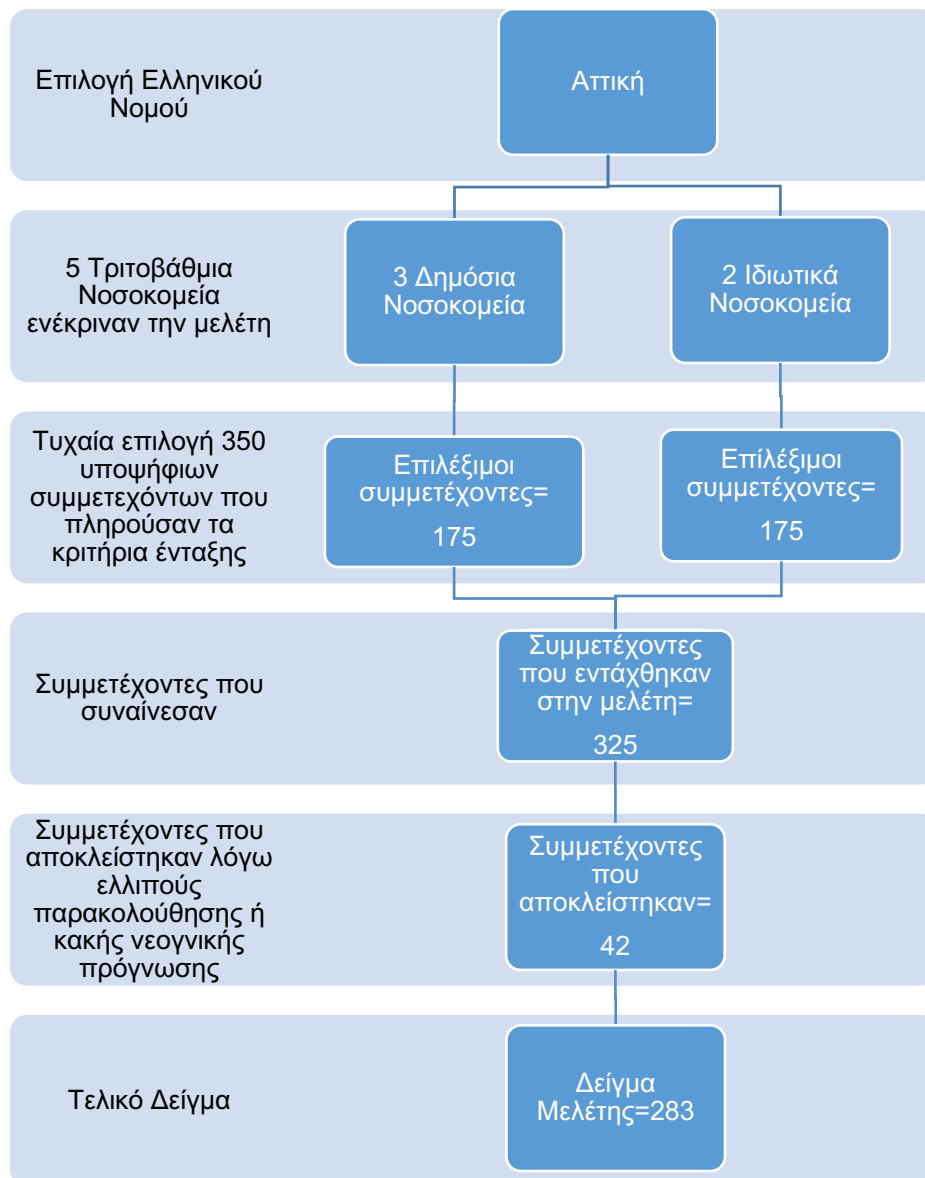 Επιλογή Ελληνικού
Νομού
Αττική
5 Τριτοβάθμια
Νοσοκομεία
ενέκριναν την μελέτη
3 Δημόσια
Νοσοκομεία
2 Ιδιωτικά
Νοσοκομεία
Τυχαία επιλογή 350
υποψήφιων
συμμετεχόντων που
πληρούσαν τα
κριτήρια ένταξης
Επιλέξιμοι
συμμετέχοντες=
175
Επίλέξιμοι
συμμετέχοντες=
175
Συμμετέχοντες που
συναίνεσαν
Συμμετέχοντες
που εντάχθηκαν
στην μελέτη=
325
Συμμετέχοντες που
αποκλείστηκαν λόγω
ελλιπούς
παρακολούθησης ή
κακής νεογνικής
πρόγνωσης
Συμμετέχοντες
που
αποκλείστηκαν=
42
Τελικό Δείγμα
Δείγμα
Μελέτης=283